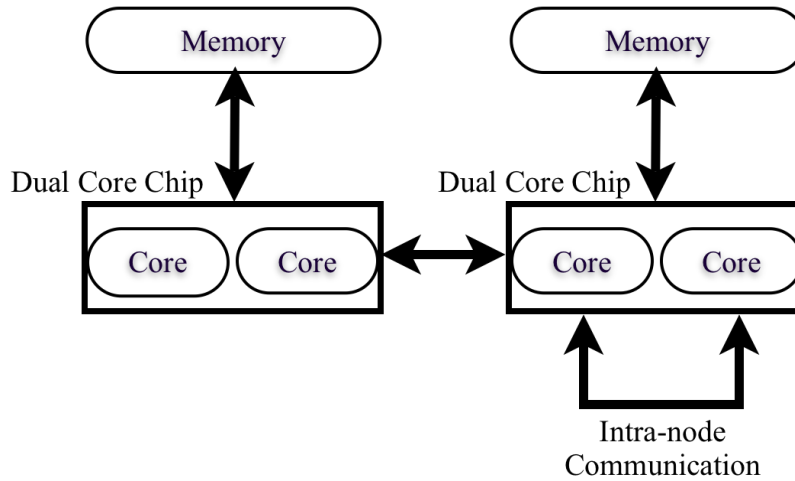 Memory
Memory
Dual Core Chip
Dual Core Chip
Core
Core
Core
Core
Intra-node
Communication